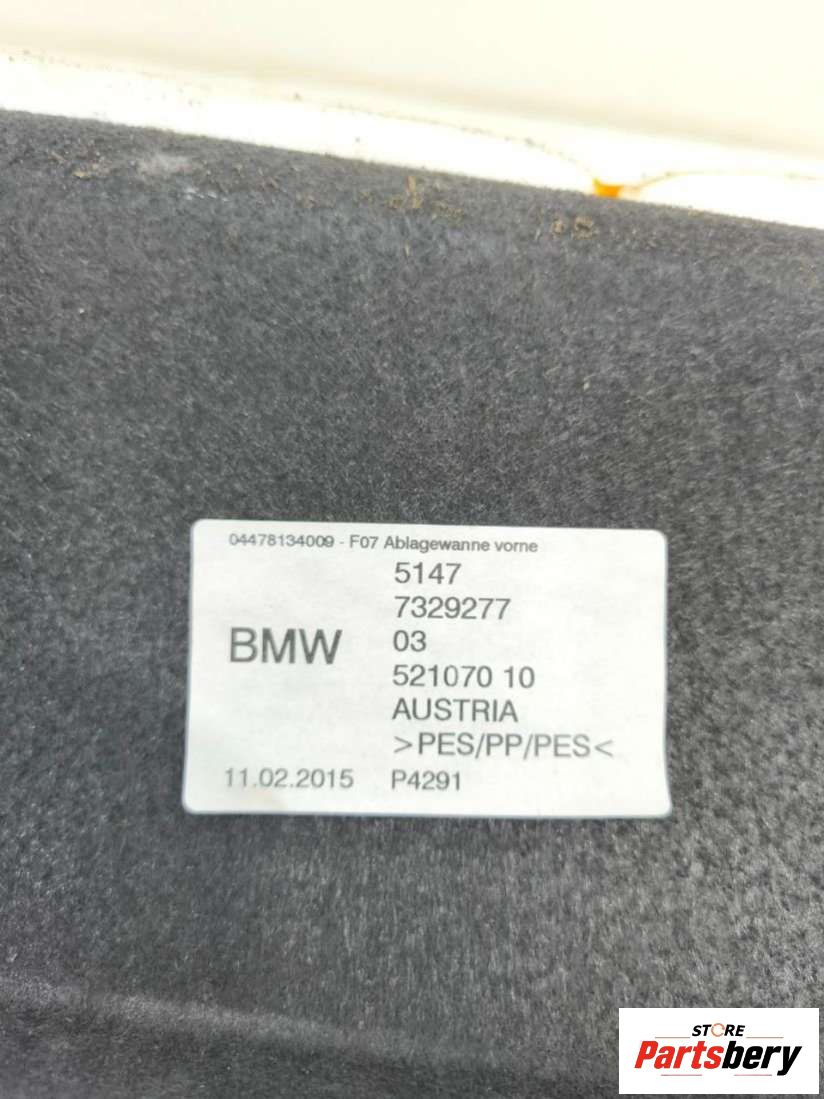 04478134009 - F07 Ablagewanne vorne
5147
7329277
BMW 03
521070 10
AUSTRIA
>PES/PP/PES<
11.02.2015 P4291
STORE
Partsbery